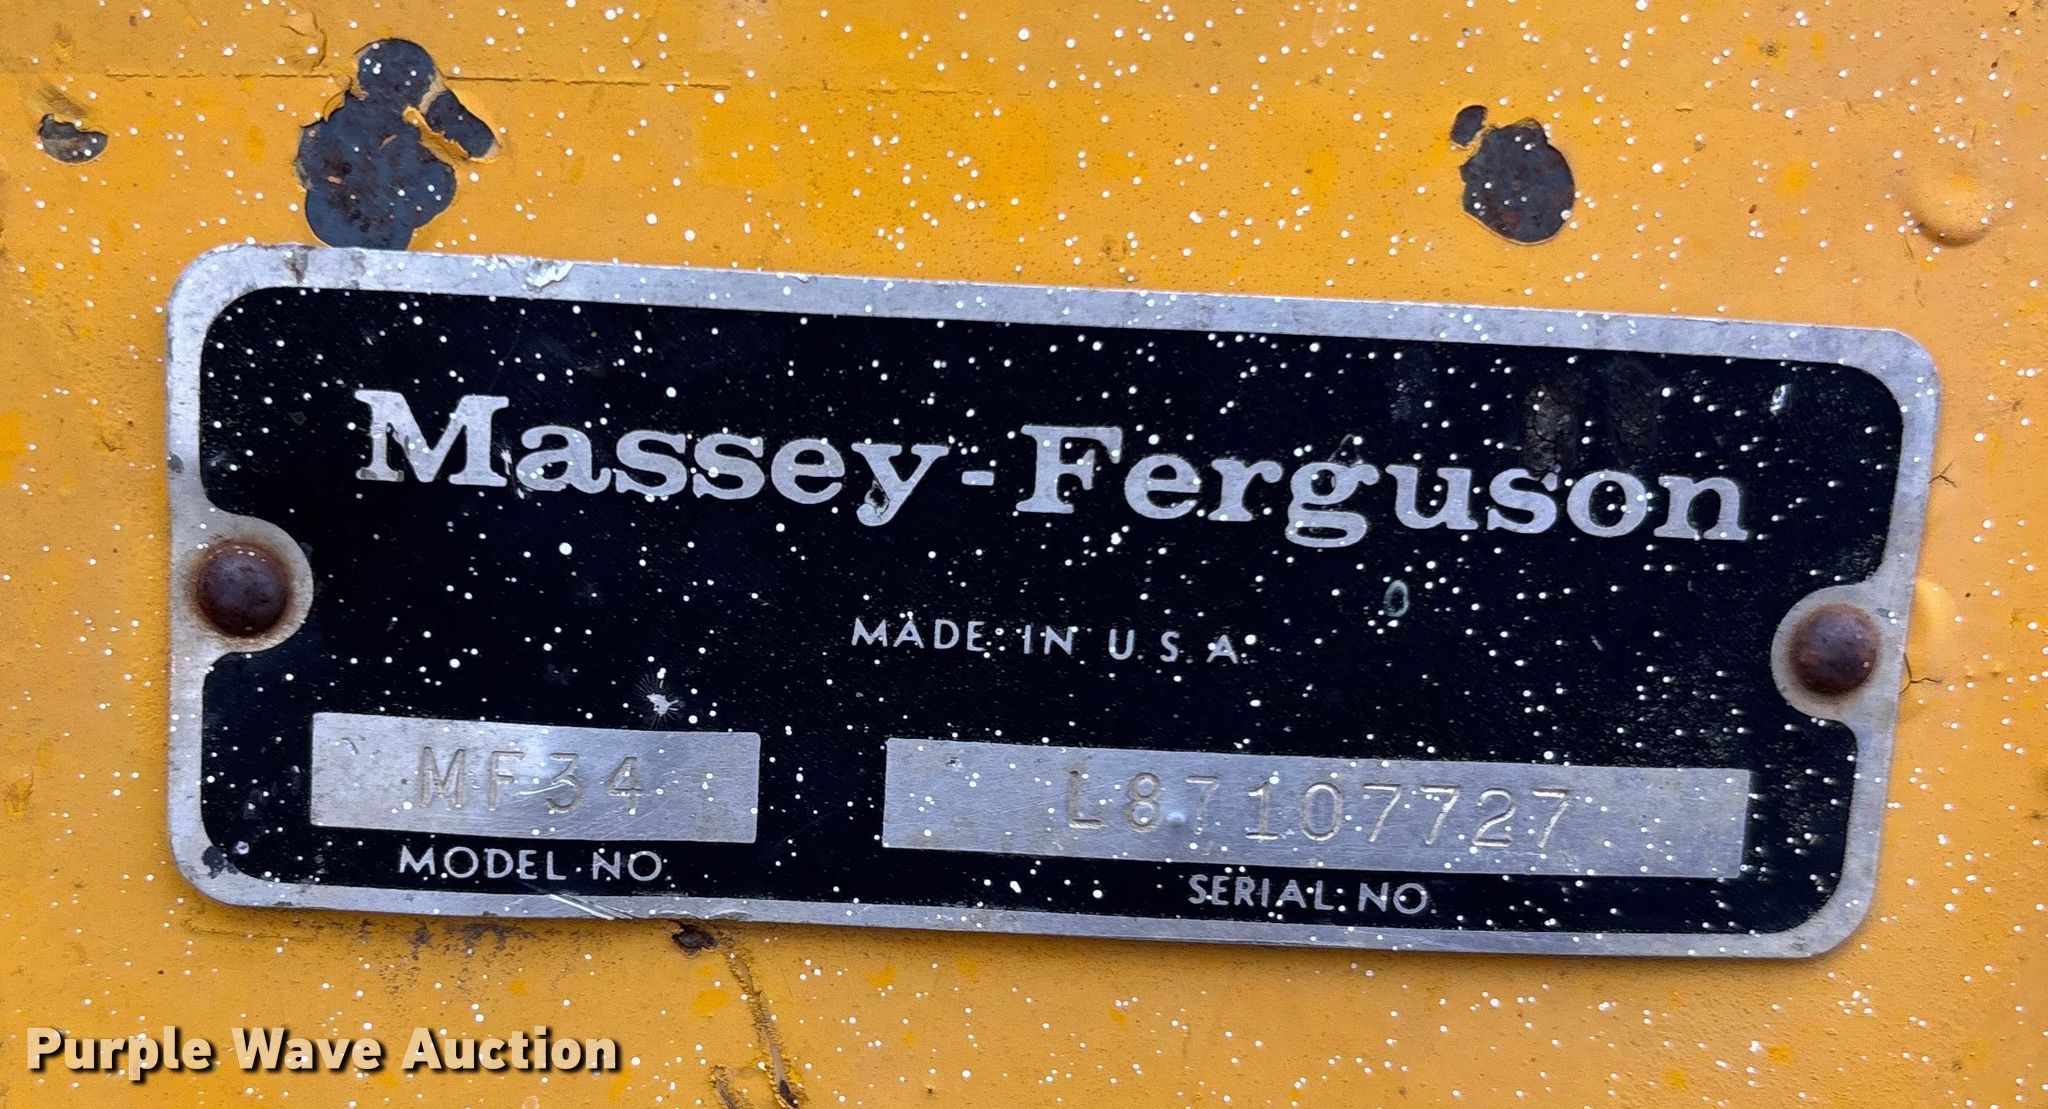 Massey-Ferguson
MADE IN U.S.A.
MF34
L87107727
MODEL NO.
SERIAL NO.
Purple Wave Auction